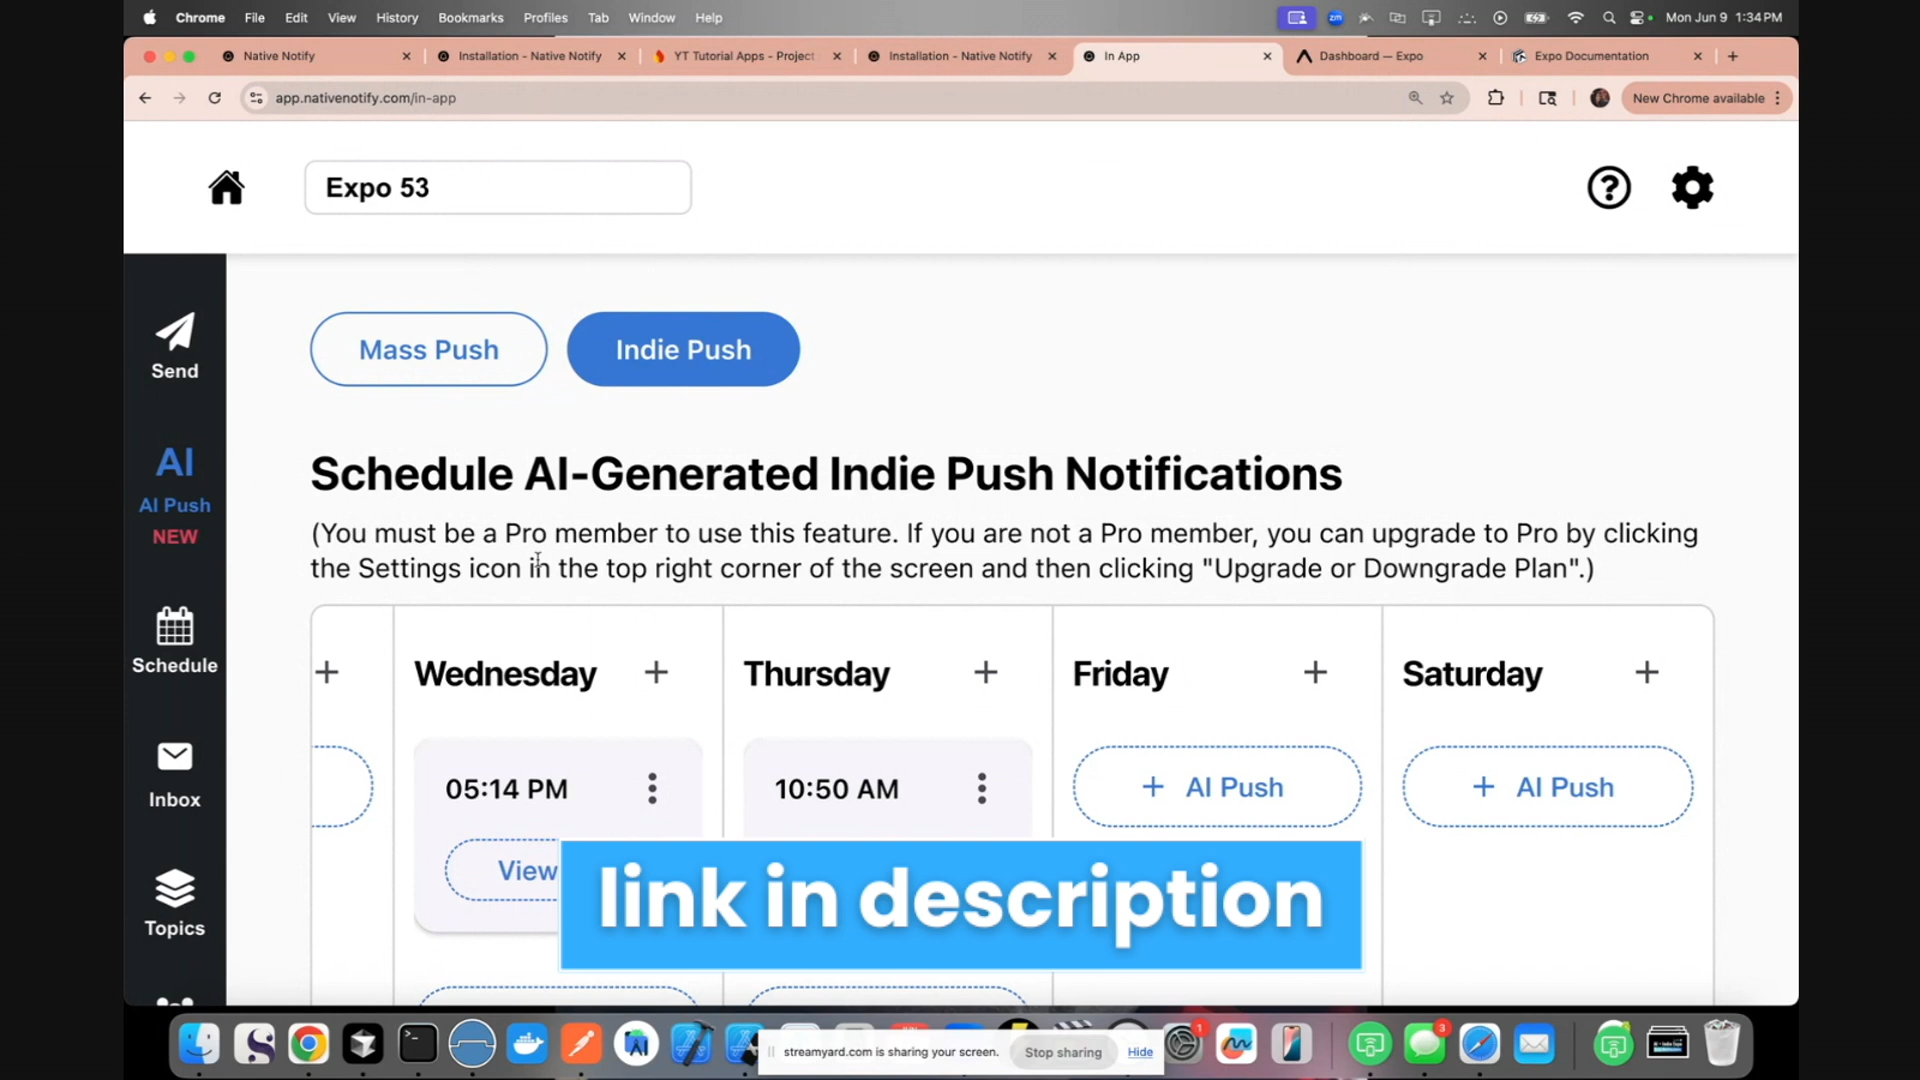 Chrome File Edit View History Bookmarks Profiles Tab Window Help zm Mon Jun 9 1:34 PM
Native Notify Installation - Native Notify YT Tutorial Apps - Project Installation - Native Notify In App Dashboard — Expo Expo Documentation
app.nativenotify.com/in-app New Chrome available
Expo 53
Send
AI
AI Push
NEW
Schedule
Inbox
Topics
Mass Push Indie Push
Schedule AI-Generated Indie Push Notifications
(You must be a Pro member to use this feature. If you are not a Pro member, you can upgrade to Pro by clicking
the Settings icon in the top right corner of the screen and then clicking "Upgrade or Downgrade Plan".)
+ Wednesday + Thursday + Friday + Saturday +
05:14 PM 10:50 AM + AI Push + AI Push
View
link in description
streamyard.com is sharing your screen. Stop sharing Hide
1
3